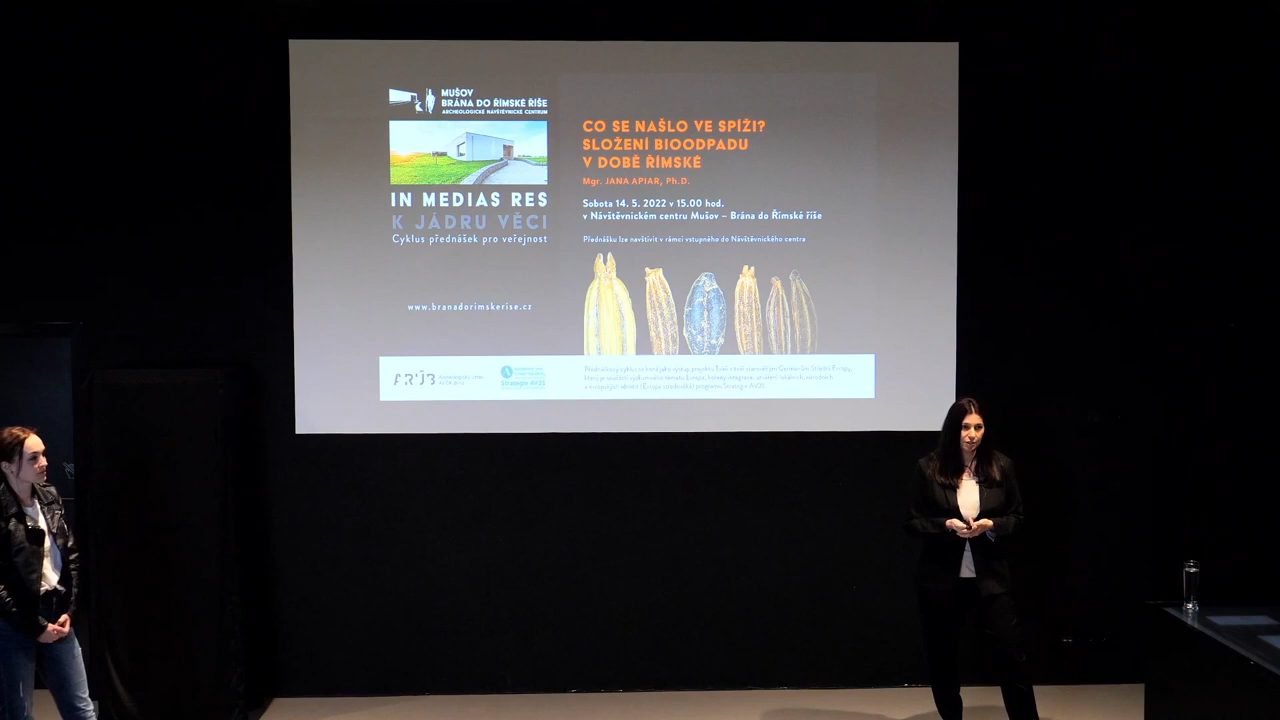 MUŠOV
BRÁNA DO ŘÍMSKÉ ŘÍŠE
ARCHEOLOGICKÉ NÁVŠTĚVNICKÉ CENTRUM
IN MEDIAS RES
K JÁDRU VĚCI
Cyklus přednášek pro veřejnost
www.branadorimskerise.cz
CO SE NAŠLO VE SPÍŽI?
SLOŽENÍ BIOODPADU
V DOBĚ ŘÍMSKÉ
Mgr. JANA APIAR, Ph.D.
Sobota 14. 5. 2022 v 15.00 hod.
v Návštěvnickém centru Mušov – Brána do Římské říše
Přednášku lze navštívit v rámci vstupného do Návštěvnického centra
Strategie AV21